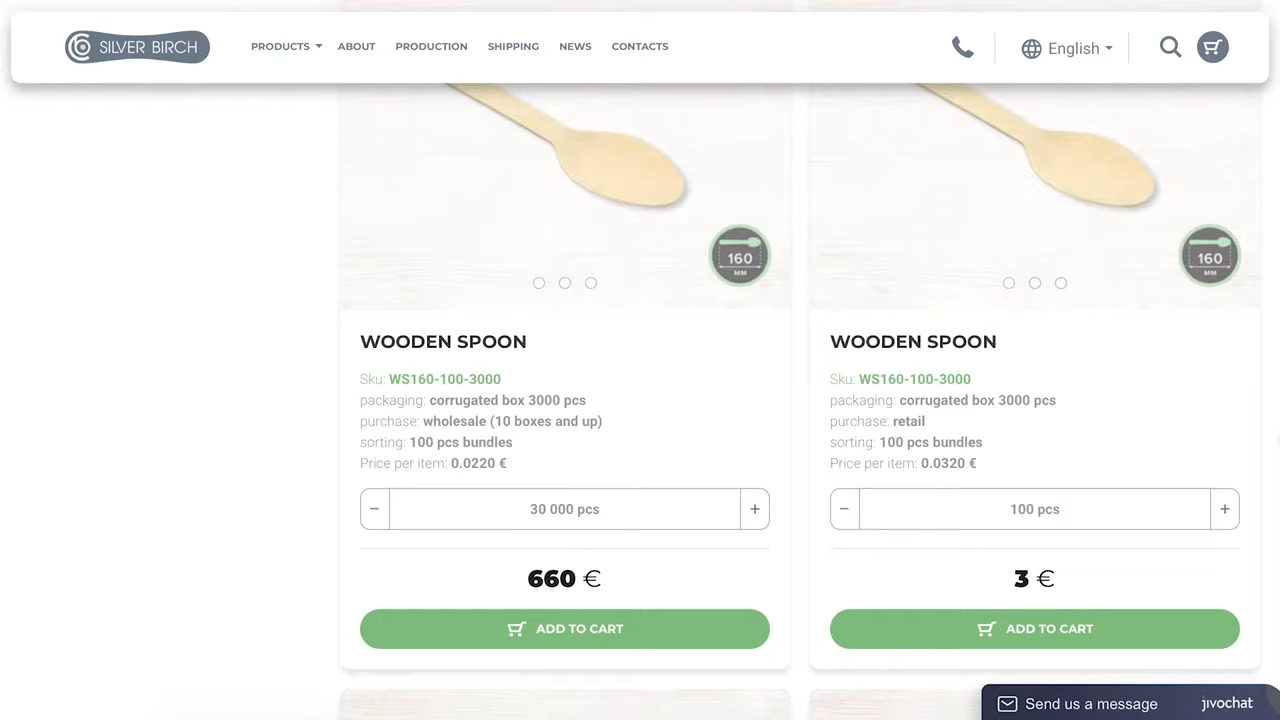 SILVER BIRCH
PRODUCTS ABOUT PRODUCTION SHIPPING NEWS CONTACTS English
160
MM
160
MM
WOODEN SPOON
Sku: WS160-100-3000
packaging: corrugated box 3000 pcs
purchase: wholesale (10 boxes and up)
sorting: 100 pcs bundles
Price per item: 0.0220 €
− 30 000 pcs +
660 €
ADD TO CART
WOODEN SPOON
Sku: WS160-100-3000
packaging: corrugated box 3000 pcs
purchase: retail
sorting: 100 pcs bundles
Price per item: 0.0320 €
− 100 pcs +
3 €
ADD TO CART
Send us a message jivochat